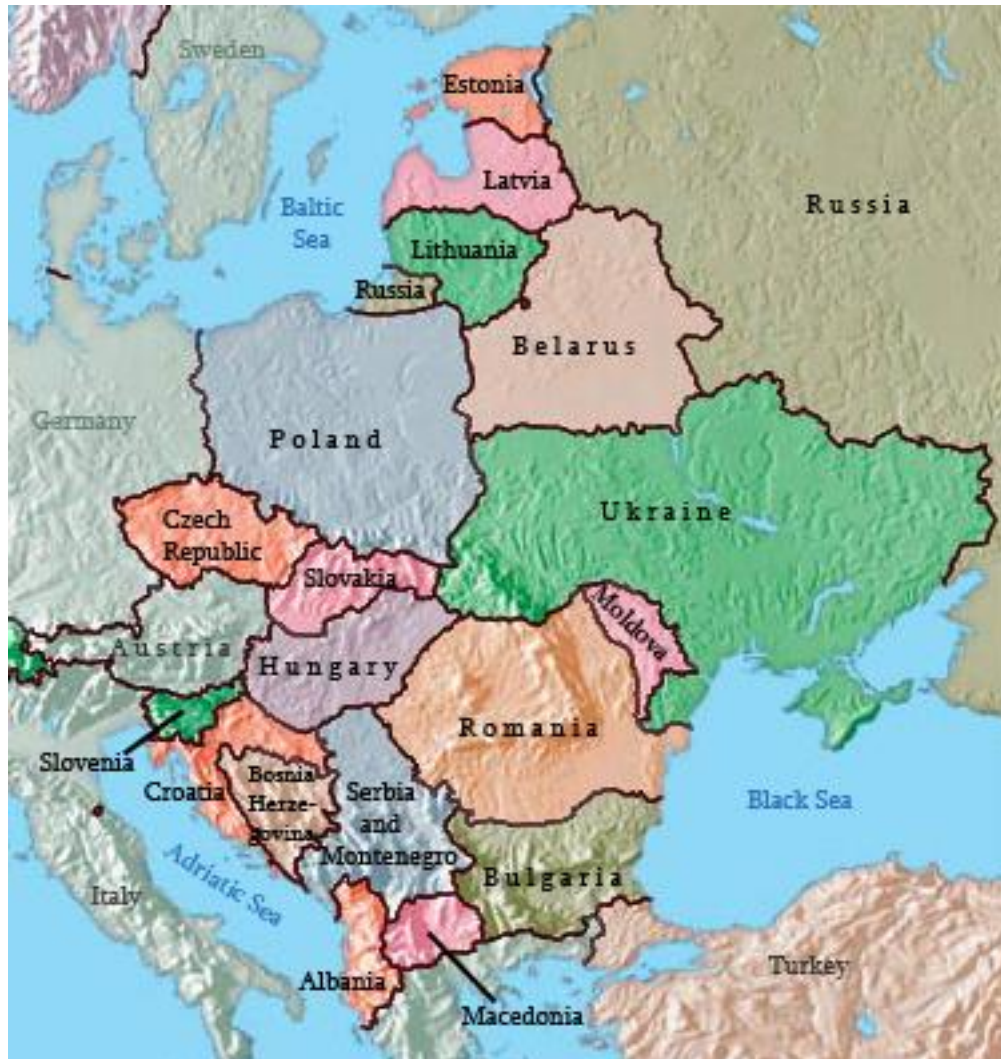 Sweden
Estonia
Latvia
Russia
Baltic
Sea
Lithuania
Russia
Belarus
Germany
Poland
Ukraine
Czech
Republic
Slovakia
Moldova
Austria
Hungary
Romania
Slovenia
Croatia
Bosnia
Herze-
govina
Serbia
and
Montenegro
Black Sea
Adriatic Sea
Italy
Bulgaria
Albania
Macedonia
Turkey